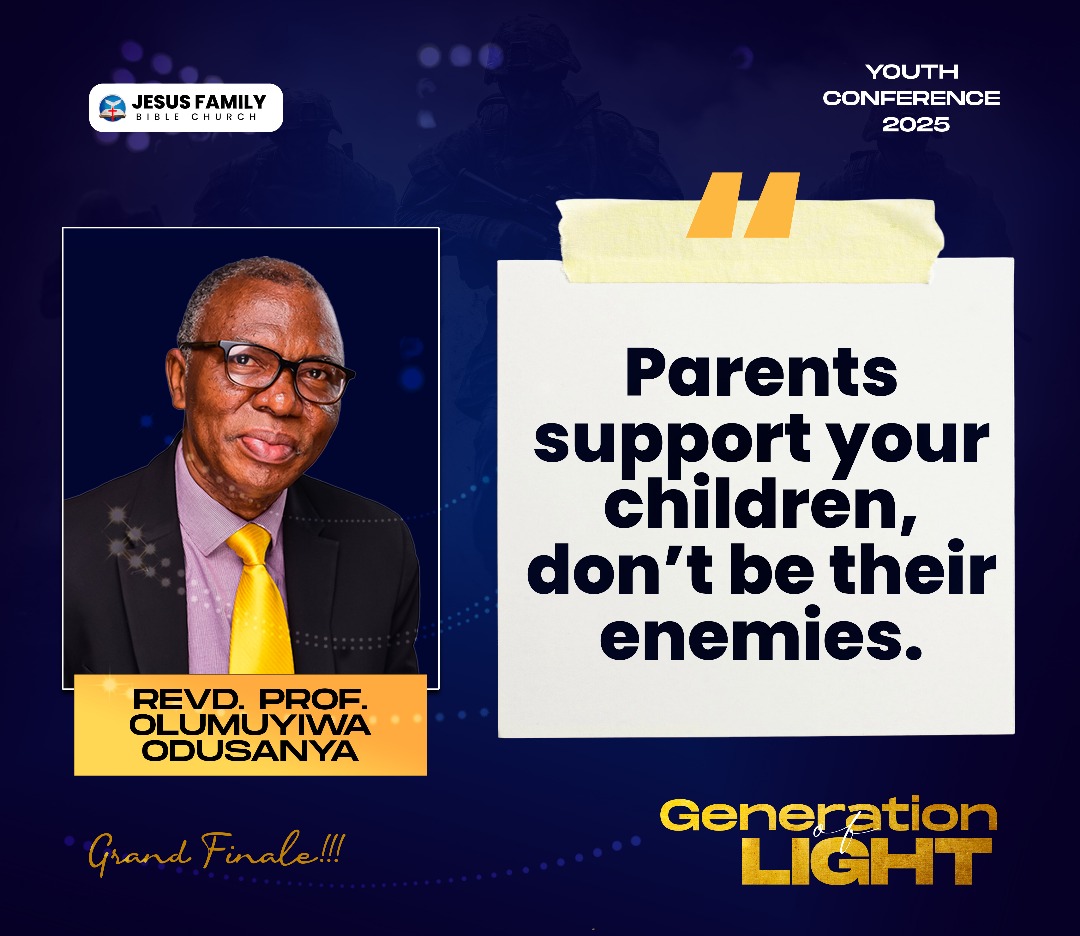 JESUS FAMILY
BIBLE CHURCH
YOUTH
CONFERENCE
2025
"
Parents
support your
children,
don’t be their
enemies.
REVD. PROF.
OLUMUYIWA
ODUSANYA
Grand Finale!!!
Generation
of
LIGHT